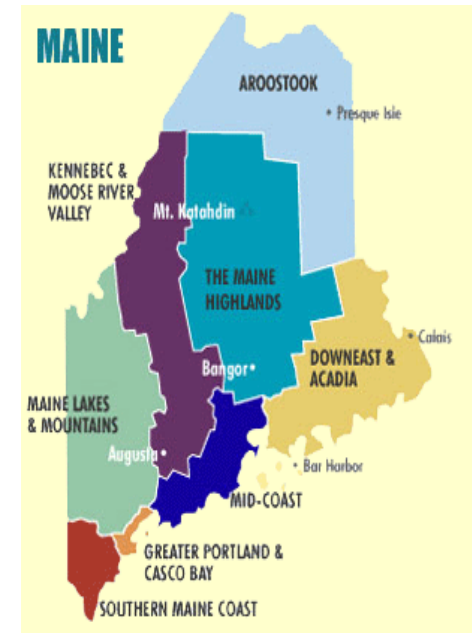 MAINE
AROOSTOOK
Presque Isle
KENNEBEC &
MOOSE RIVER
VALLEY
Mt. Katahdin
THE MAINE
HIGHLANDS
Calais
DOWNEAST &
ACADIA
Bangor
MAINE LAKES
& MOUNTAINS
Augusta
Bar Harbor
MID-COAST
GREATER PORTLAND &
CASCO BAY
SOUTHERN MAINE COAST